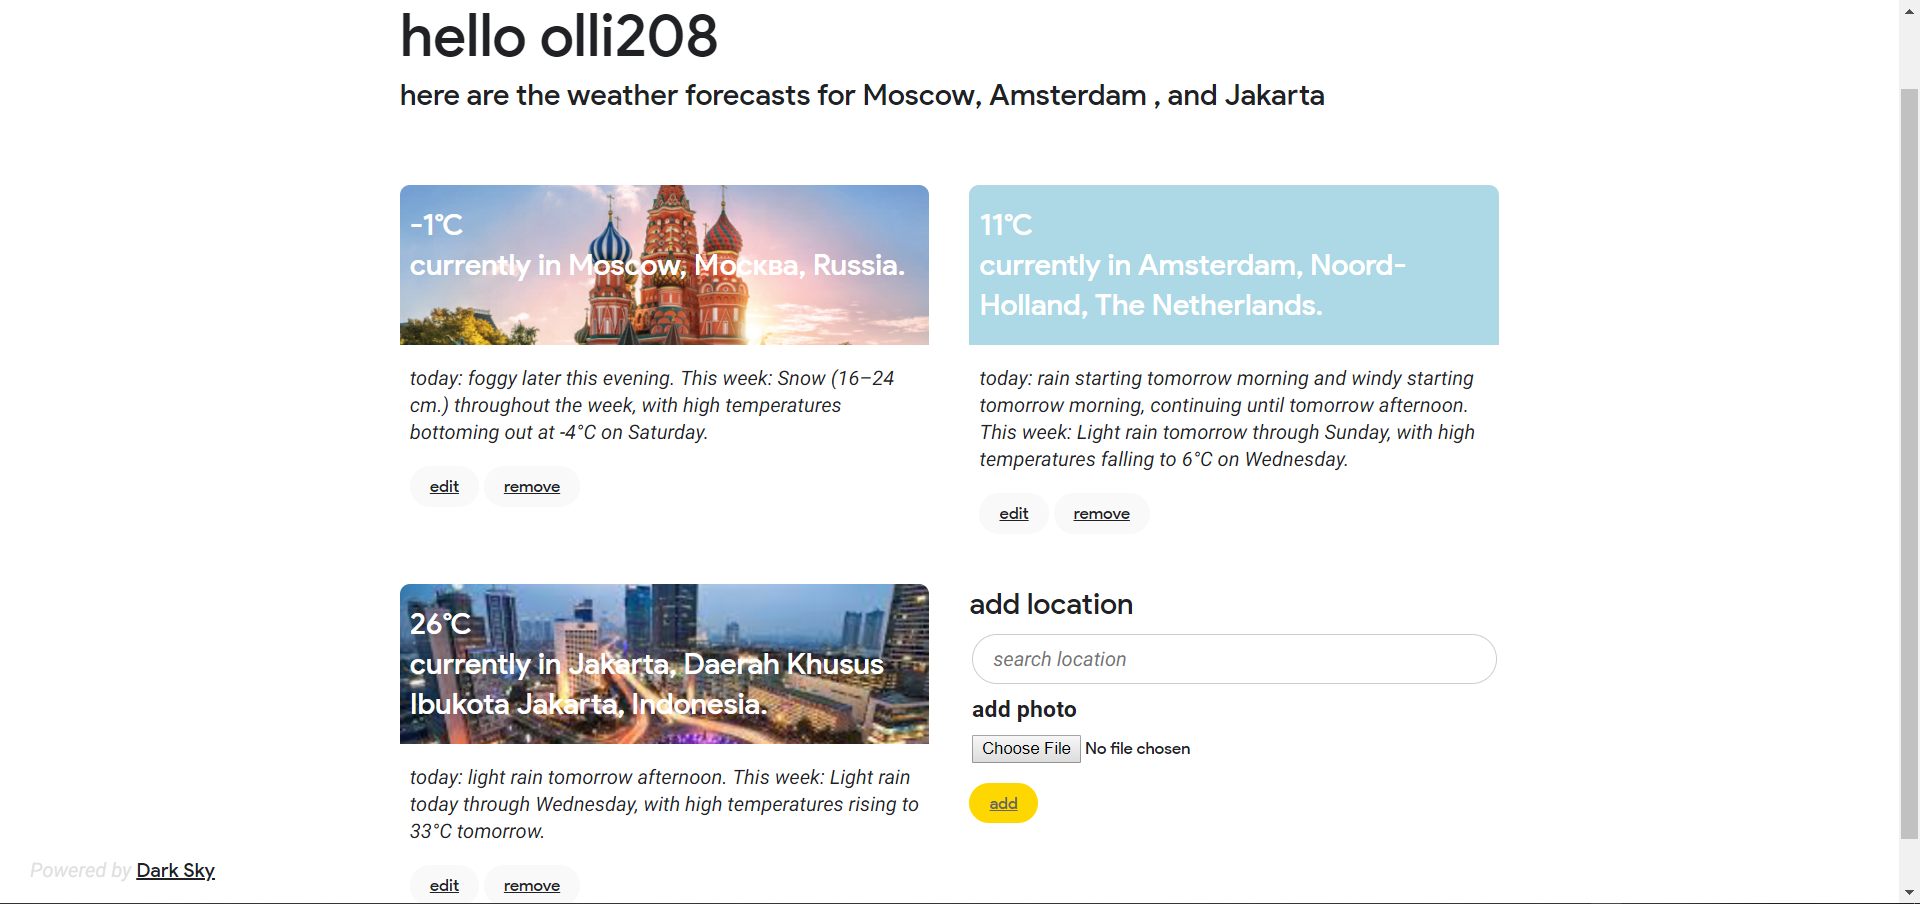 hello olli208
here are the weather forecasts for Moscow, Amsterdam , and Jakarta
-1°C
currently in Moscow, Москва, Russia.
today: foggy later this evening. This week: Snow (16–24
cm.) throughout the week, with high temperatures
bottoming out at -4°C on Saturday.
edit remove
11°C
currently in Amsterdam, Noord-
Holland, The Netherlands.
today: rain starting tomorrow morning and windy starting
tomorrow morning, continuing until tomorrow afternoon.
This week: Light rain tomorrow through Sunday, with high
temperatures falling to 6°C on Wednesday.
edit remove
26°C
currently in Jakarta, Daerah Khusus
Ibukota Jakarta, Indonesia.
today: light rain tomorrow afternoon. This week: Light rain
today through Wednesday, with high temperatures rising to
33°C tomorrow.
edit remove
add location
search location
add photo
Choose File No file chosen
add
Powered by Dark Sky